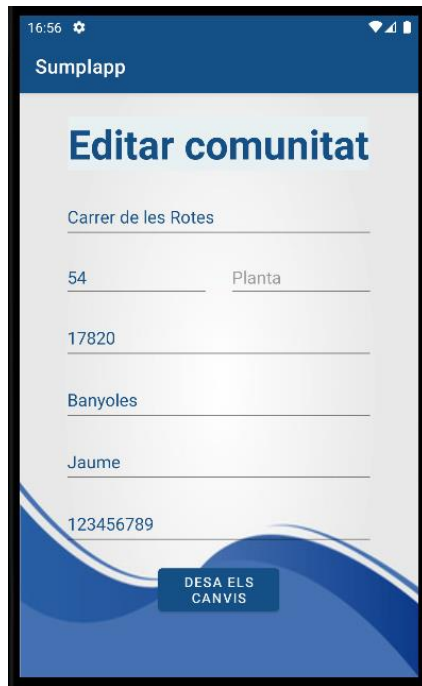 16:56
Sumplapp
Editar comunitat
Carrer de les Rotes
54 Planta
17820
Banyoles
Jaume
123456789
DESA ELS
CANVIS